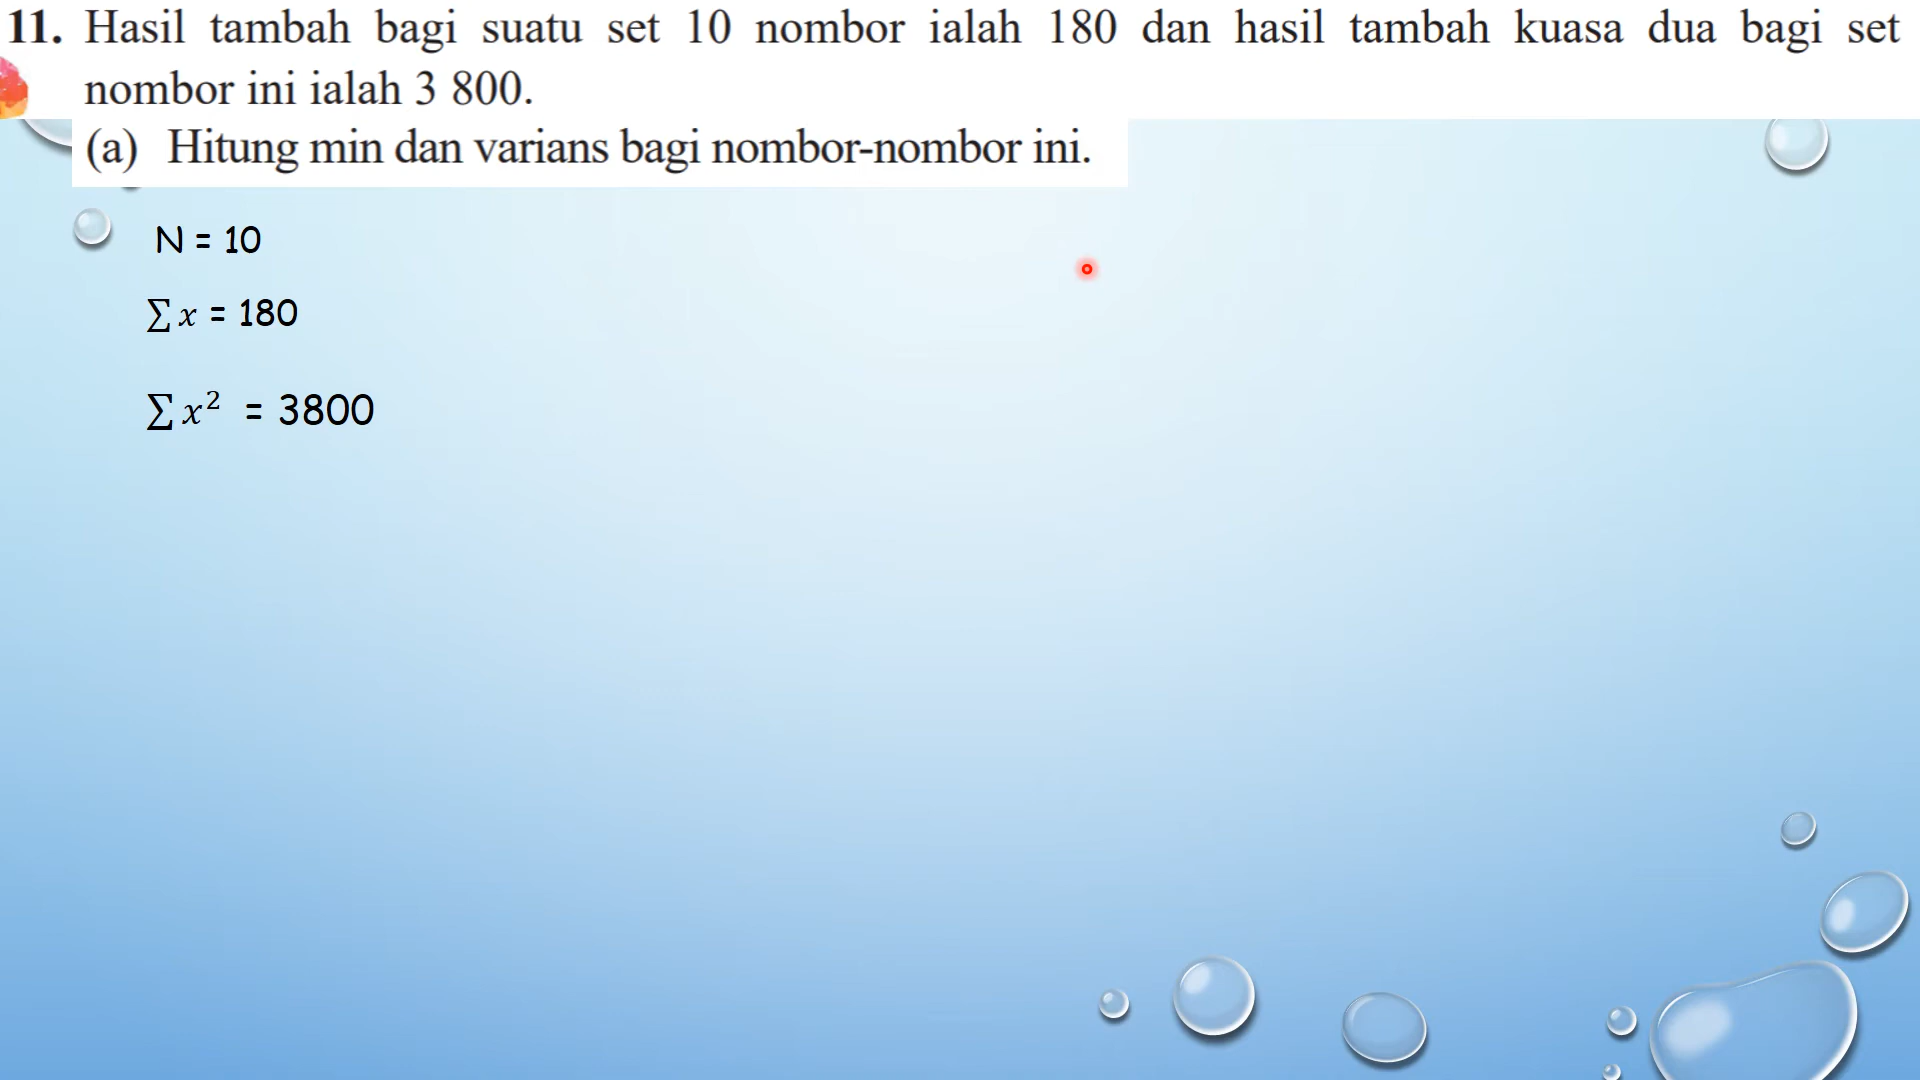 11. Hasil tambah bagi suatu set 10 nombor ialah 180 dan hasil tambah kuasa dua bagi set
nombor ini ialah 3 800.
(a) Hitung min dan varians bagi nombor-nombor ini.
N = 10
∑ x = 180
∑ x² = 3800